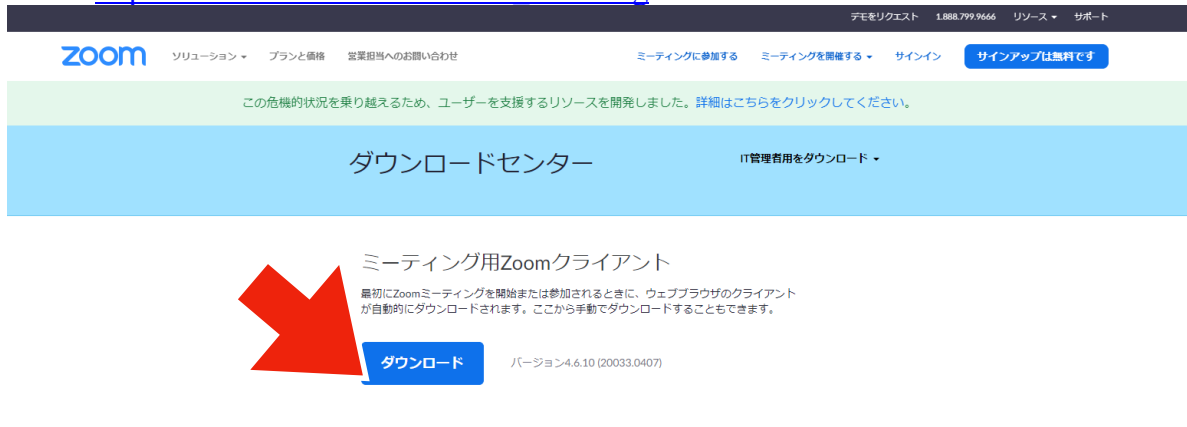 デモをリクエスト 1.888.799.9666 リソース サポート
zoom ソリューション プランと価格 営業担当へのお問い合わせ ミーティングに参加する ミーティングを開催する サインイン サインアップは無料です
この危機的状況を乗り越えるため、ユーザーを支援するリソースを開発しました。詳細はこちらをクリックしてください。
ダウンロードセンター IT管理者用をダウンロード
ミーティング用Zoomクライアント
最初にZoomミーティングを開始または参加されるときに、ウェブブラウザのクライアント
が自動的にダウンロードされます。ここから手動でダウンロードすることもできます。
ダウンロード バージョン4.6.10 (20033.0407)